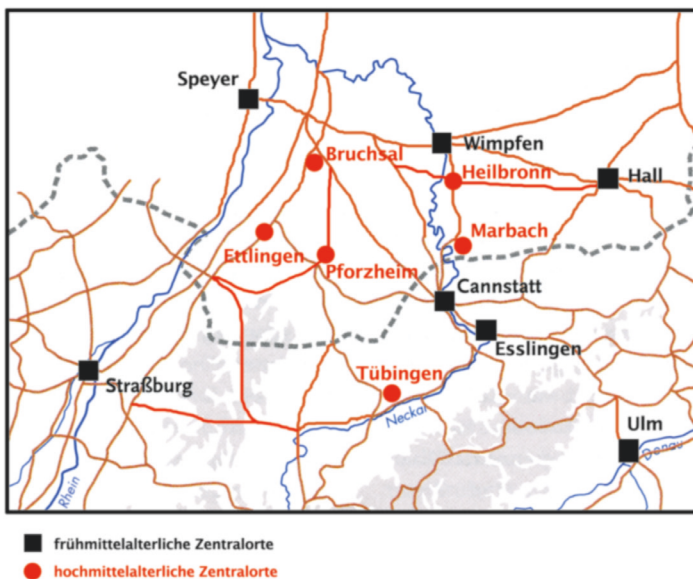 Speyer
Bruchsal
Wimpfen
Heilbronn
Hall
Ettlingen
Pforzheim
Marbach
Cannstatt
Esslingen
Straßburg
Tübingen
Neckar
Ulm
Donau
Rhein
frühmittelalterliche Zentralorte
hochmittelalterliche Zentralorte